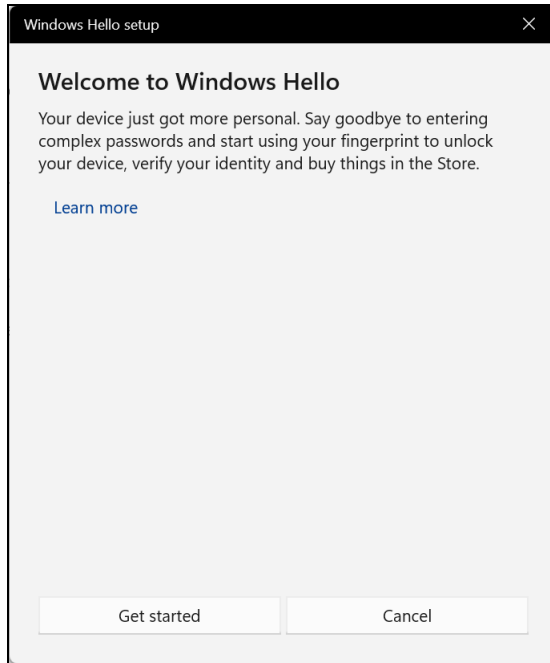 Windows Hello setup
Welcome to Windows Hello
Your device just got more personal. Say goodbye to entering
complex passwords and start using your fingerprint to unlock
your device, verify your identity and buy things in the Store.
Learn more
Get started
Cancel